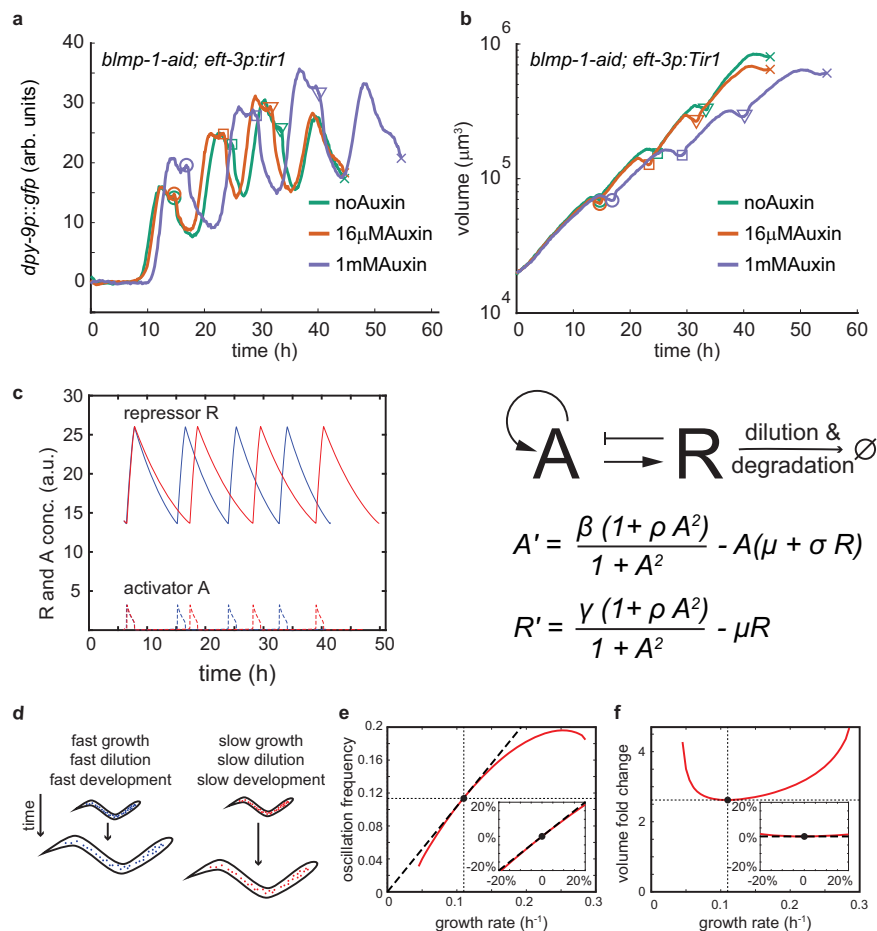 a
blmp-1-aid; eft-3p:tir1
dpy-9p::gfp (arb. units)
40
35
30
20
10
0
noAuxin
16μMAuxin
1mMAuxin
0 10 20 30 40 50 60
time (h)
b
blmp-1-aid; eft-3p:Tir1
volume (μm³)
10⁶
10⁵
10⁴
noAuxin
16μMAuxin
1mMAuxin
0 10 20 30 40 50 60
time (h)
c
R and A conc. (a.u.)
30
25
20
15
10
5
repressor R
activator A
0 5 10 15 20 25 30 35 40 45 50
time (h)
A R dilution &
degradation ∅
A' = β (1+ ρ A²) / 1 + A² - A(μ + σ R)
R' = γ (1+ ρ A²) / 1 + A² - μR
d
fast growth
fast dilution
fast development
slow growth
slow dilution
slow development
time
e
oscillation frequency
0.2
0.16
0.12
0.08
0.04
0
20%
0%
-20%
-20% 0 20%
0 0.1 0.2 0.3
growth rate (h⁻¹)
f
volume fold change
4
2
0
20%
0%
-20%
-20% 0 20%
0 0.1 0.2 0.3
growth rate (h⁻¹)